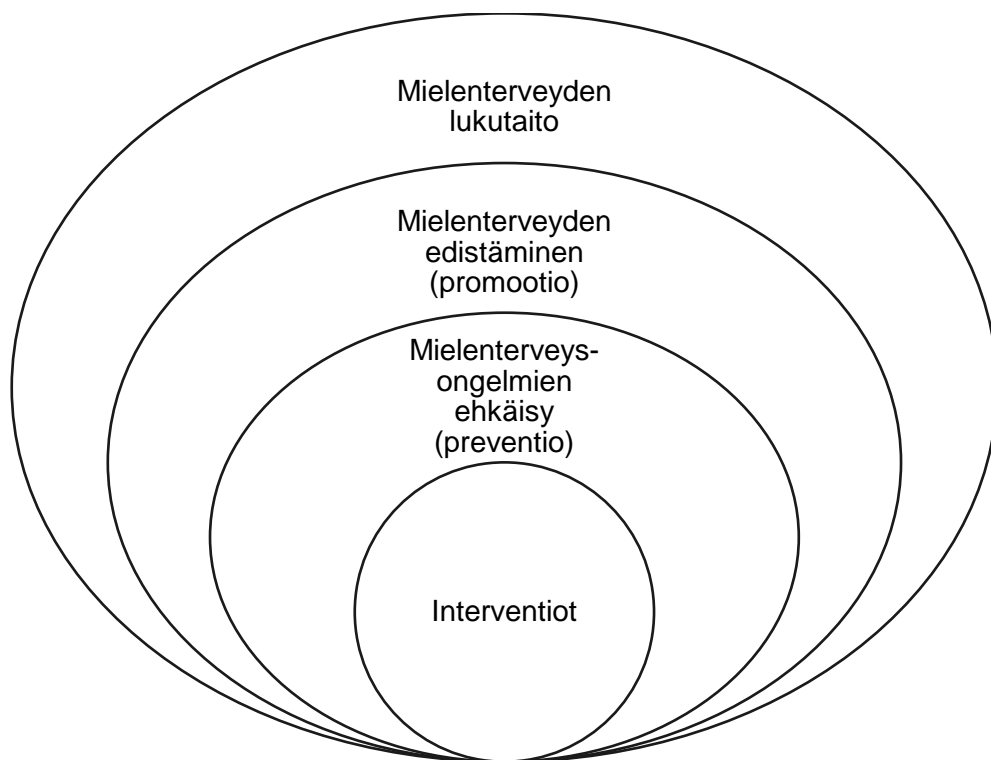 Mielenterveyden
lukutaito
Mielenterveyden
edistäminen
(promootio)
Mielenterveys-
ongelmien
ehkäisy
(preventio)
Interventiot